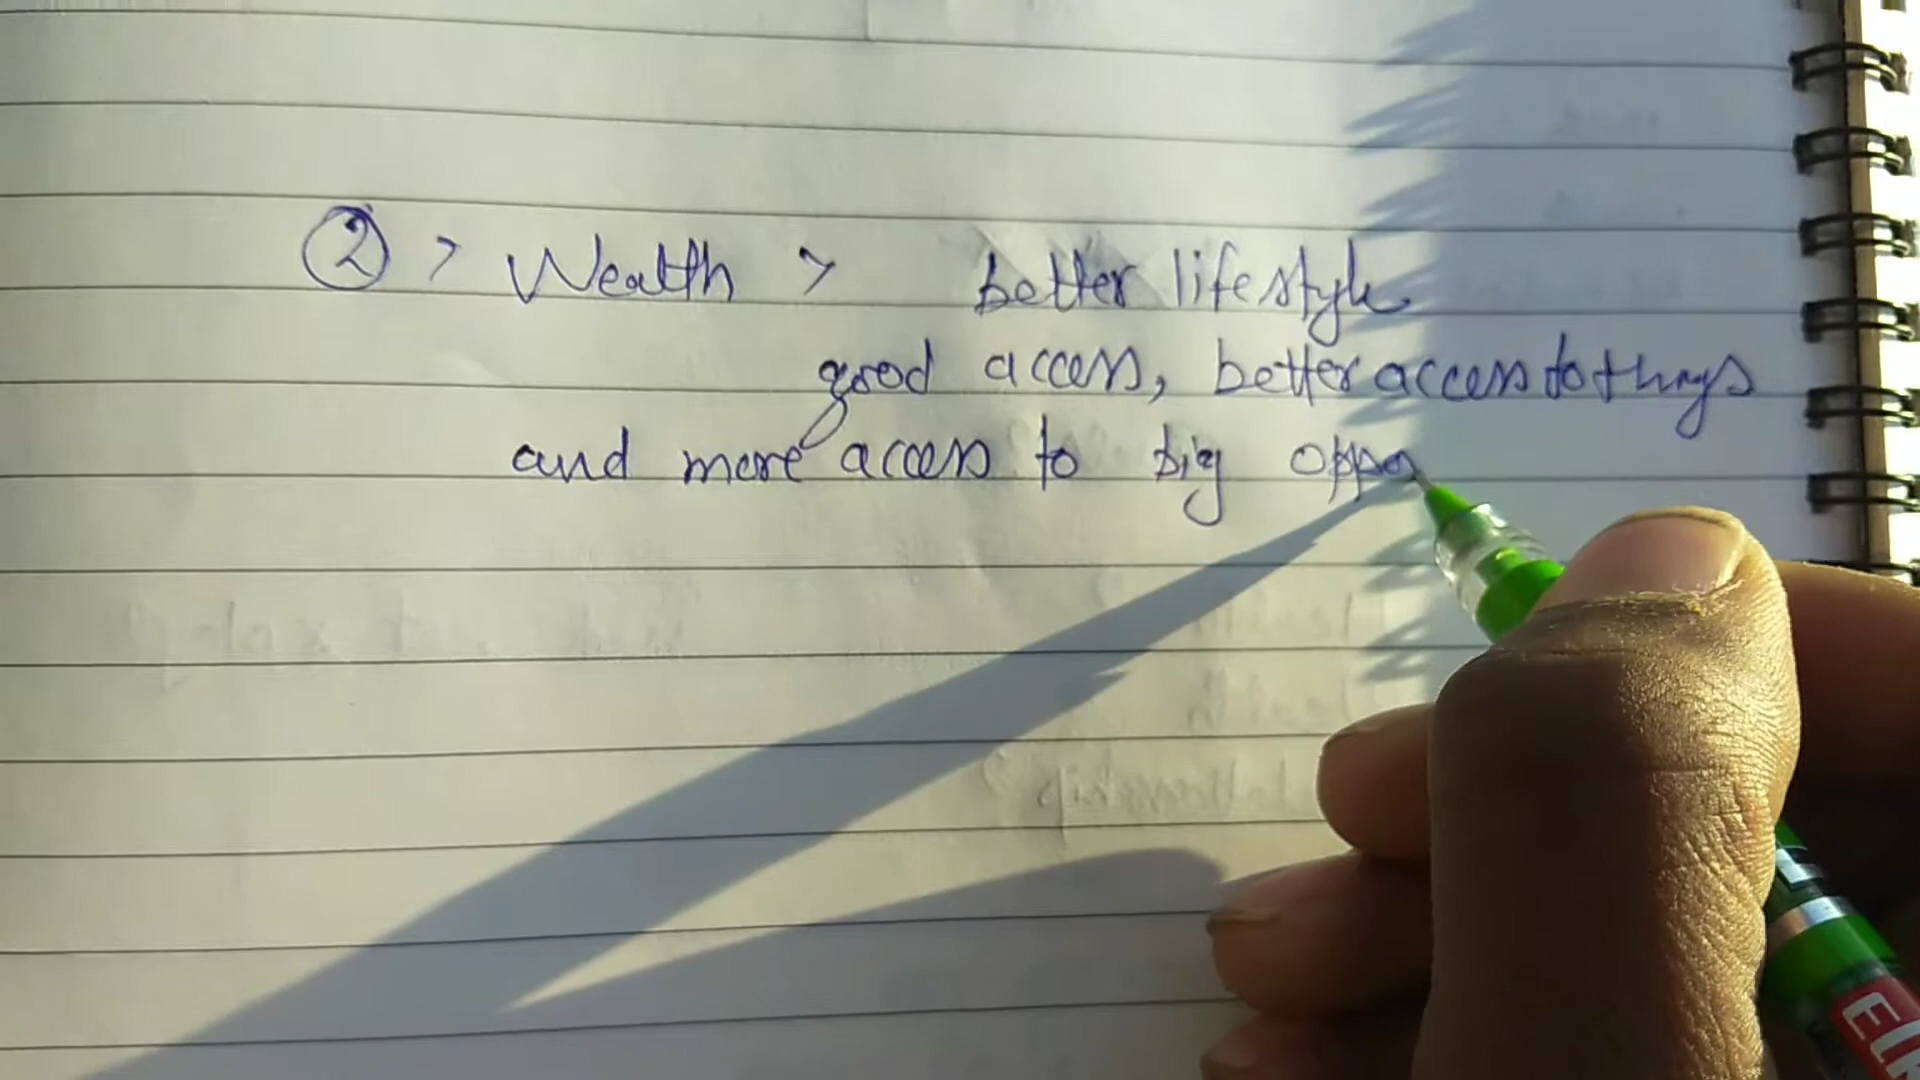 ② > Wealth > better lifestyle
good access, better access to things
and more access to big oppo